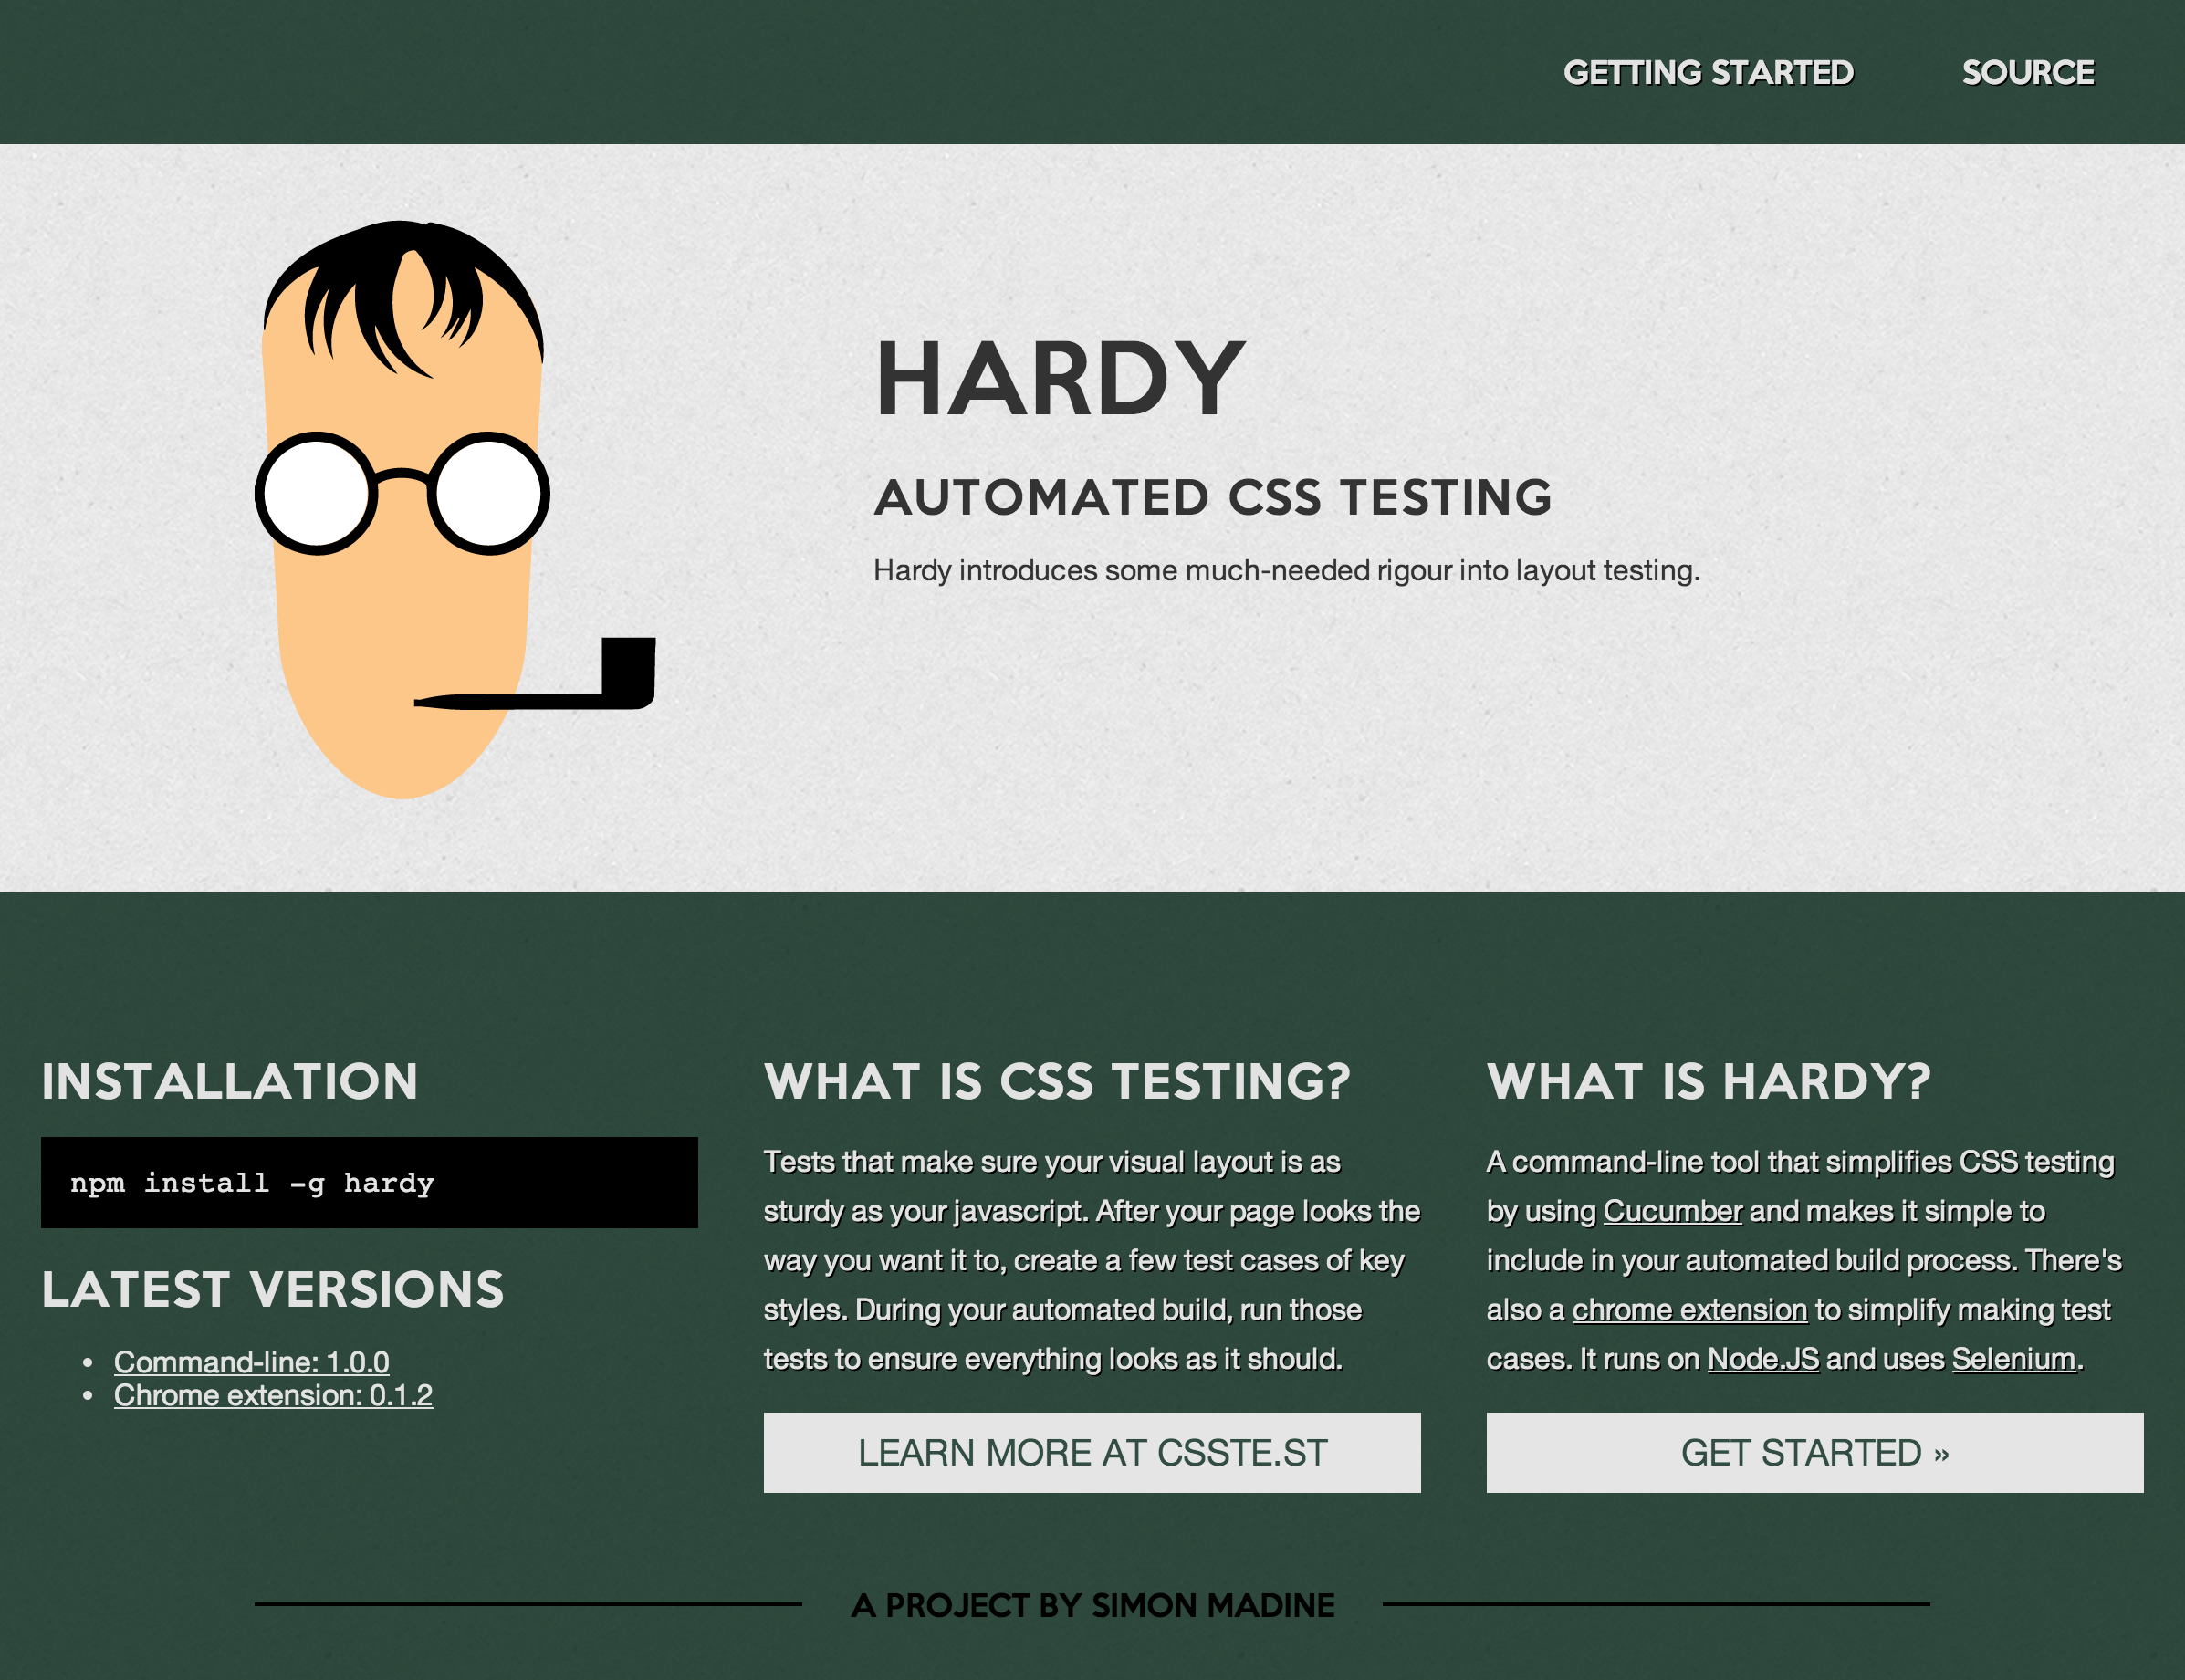 GETTING STARTED
SOURCE
HARDY
AUTOMATED CSS TESTING
Hardy introduces some much-needed rigour into layout testing.
INSTALLATION
npm install -g hardy
LATEST VERSIONS
• Command-line: 1.0.0
• Chrome extension: 0.1.2
WHAT IS CSS TESTING?
Tests that make sure your visual layout is as
sturdy as your javascript. After your page looks the
way you want it to, create a few test cases of key
styles. During your automated build, run those
tests to ensure everything looks as it should.
LEARN MORE AT CSSTE.ST
WHAT IS HARDY?
A command-line tool that simplifies CSS testing
by using Cucumber and makes it simple to
include in your automated build process. There's
also a chrome extension to simplify making test
cases. It runs on Node.JS and uses Selenium.
GET STARTED »
A PROJECT BY SIMON MADINE